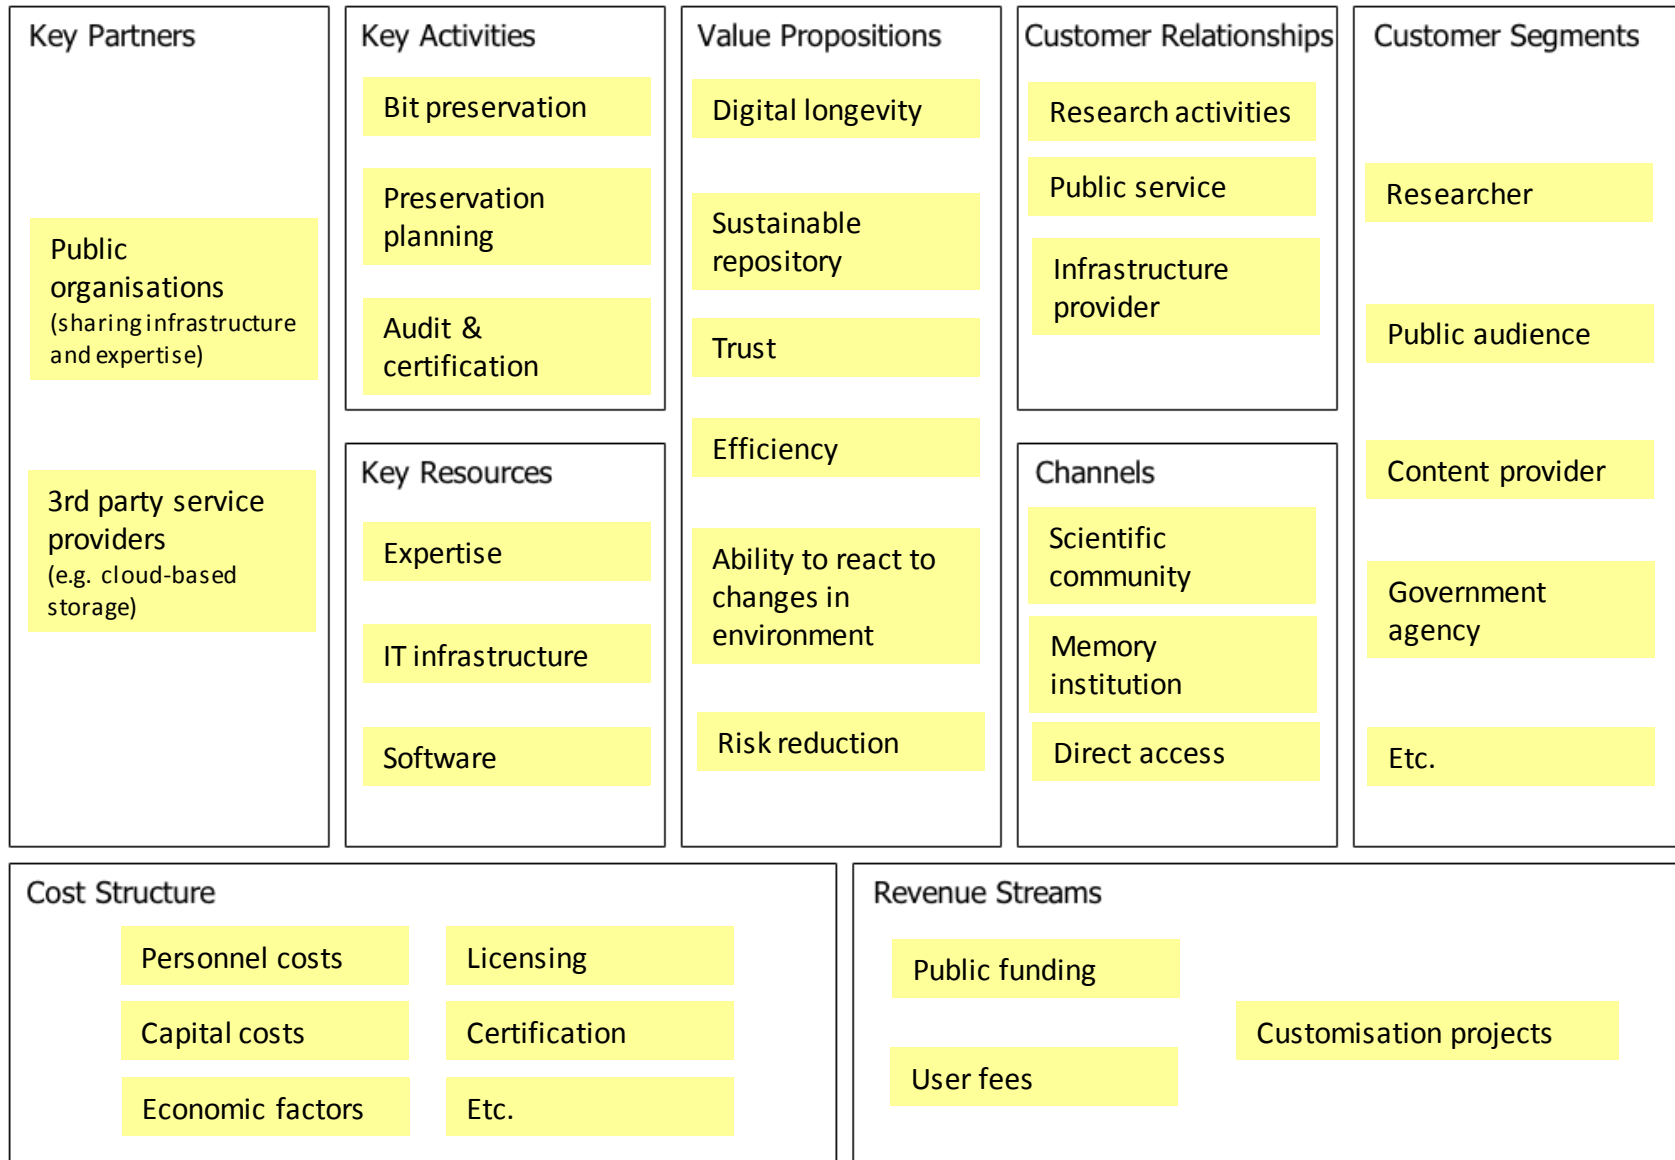 Key Partners
Public
organisations
(sharing infrastructure
and expertise)
3rd party service
providers
(e.g. cloud-based
storage)
Key Activities
Bit preservation
Preservation
planning
Audit &
certification
Key Resources
Expertise
IT infrastructure
Software
Value Propositions
Digital longevity
Sustainable
repository
Trust
Efficiency
Ability to react to
changes in
environment
Risk reduction
Customer Relationships
Research activities
Public service
Infrastructure
provider
Channels
Scientific
community
Memory
institution
Direct access
Customer Segments
Researcher
Public audience
Content provider
Government
agency
Etc.
Cost Structure
Personnel costs
Capital costs
Economic factors
Licensing
Certification
Etc.
Revenue Streams
Public funding
User fees
Customisation projects